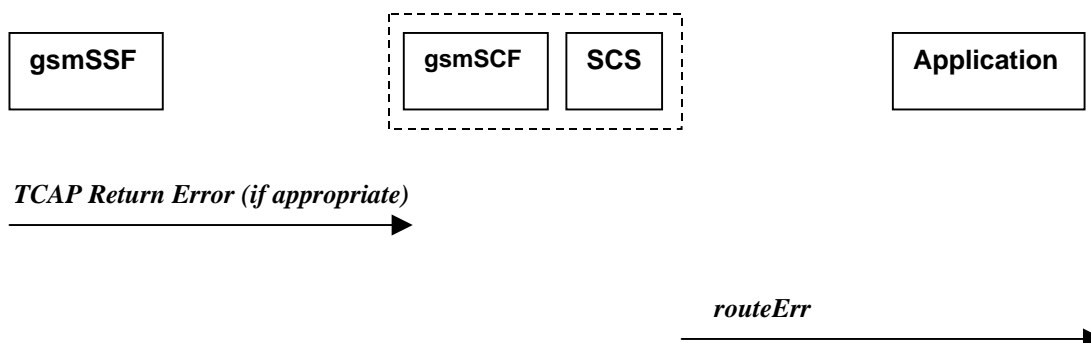 gsmSSF
gsmSCF
SCS
Application
TCAP Return Error (if appropriate)
routeErr